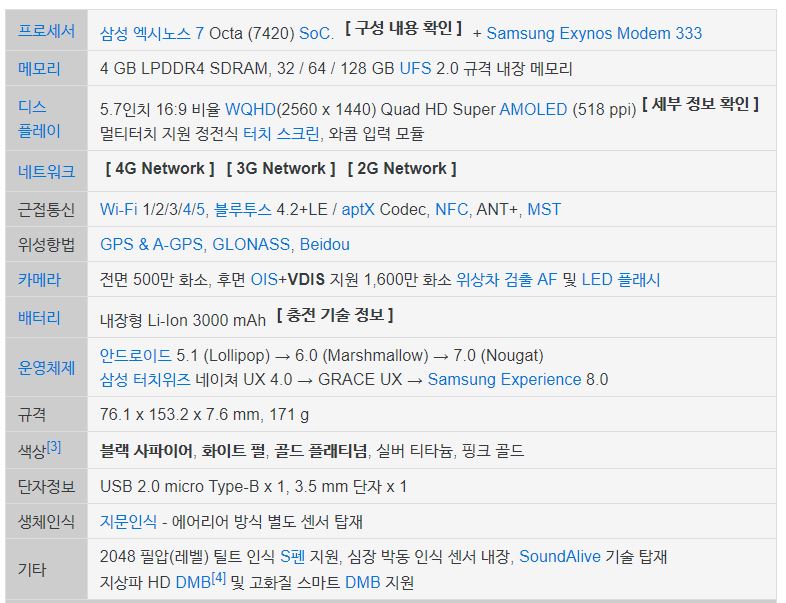 프로세서
삼성 엑시노스 7 Octa (7420) SoC. [ 구성 내용 확인 ] + Samsung Exynos Modem 333
메모리
4 GB LPDDR4 SDRAM, 32 / 64 / 128 GB UFS 2.0 규격 내장 메모리
디스
플레이
5.7인치 16:9 비율 WQHD(2560 x 1440) Quad HD Super AMOLED (518 ppi) [ 세부 정보 확인 ]
멀티터치 지원 정전식 터치 스크린, 와콤 입력 모듈
네트워크
[ 4G Network ] [ 3G Network ] [ 2G Network ]
근접통신
Wi-Fi 1/2/3/4/5, 블루투스 4.2+LE / aptX Codec, NFC, ANT+, MST
위성항법
GPS & A-GPS, GLONASS, Beidou
카메라
전면 500만 화소, 후면 OIS+VDIS 지원 1,600만 화소 위상차 검출 AF 및 LED 플래시
배터리
내장형 Li-Ion 3000 mAh [ 충전 기술 정보 ]
운영체제
안드로이드 5.1 (Lollipop) → 6.0 (Marshmallow) → 7.0 (Nougat)
삼성 터치위즈 네이쳐 UX 4.0 → GRACE UX → Samsung Experience 8.0
규격
76.1 x 153.2 x 7.6 mm, 171 g
색상[3]
블랙 사파이어, 화이트 펄, 골드 플래티넘, 실버 티타늄, 핑크 골드
단자정보
USB 2.0 micro Type-B x 1, 3.5 mm 단자 x 1
생체인식
지문인식 - 에어리어 방식 별도 센서 탑재
기타
2048 필압(레벨) 틸트 인식 S펜 지원, 심장 박동 인식 센서 내장, SoundAlive 기술 탑재
지상파 HD DMB[4] 및 고화질 스마트 DMB 지원